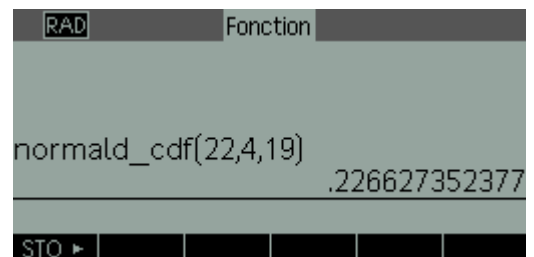 RAD Fonction
normald_cdf(22,4,19)
.226627352377
STO ►